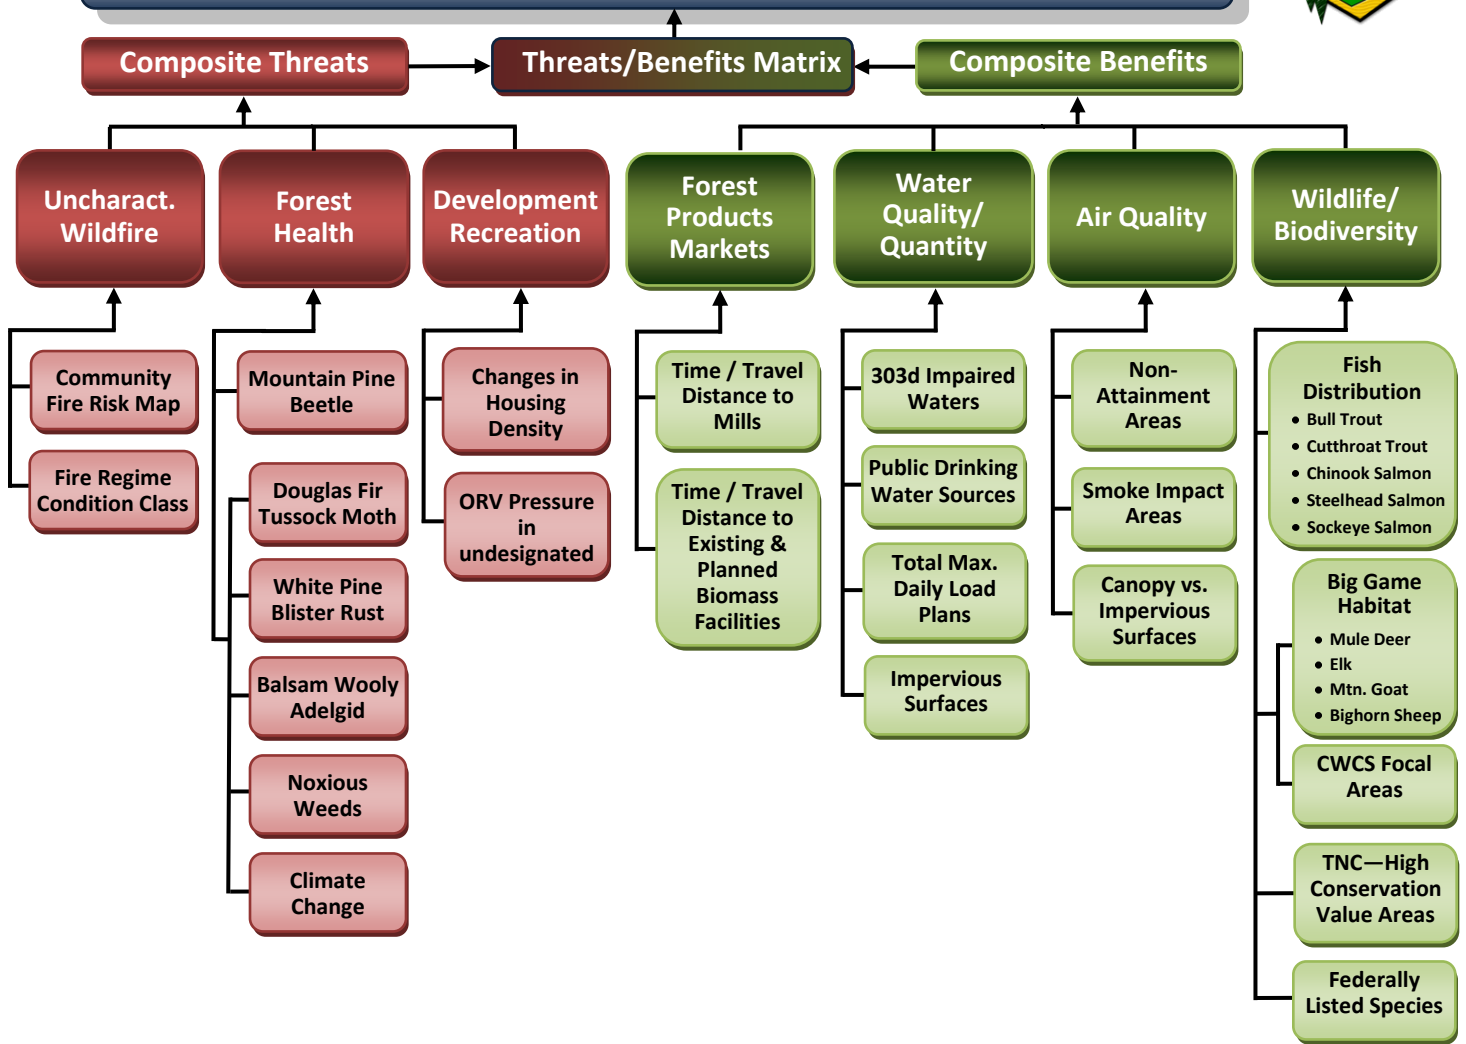 Composite Threats
Threats/Benefits Matrix
Composite Benefits
Uncharact.
Wildfire
Forest
Health
Development
Recreation
Forest
Products
Markets
Water
Quality/
Quantity
Air Quality
Wildlife/
Biodiversity
Community
Fire Risk Map
Fire Regime
Condition Class
Mountain Pine
Beetle
Douglas Fir
Tussock Moth
White Pine
Blister Rust
Balsam Wooly
Adelgid
Noxious
Weeds
Climate
Change
Changes in
Housing
Density
ORV Pressure
in
undesignated
Time / Travel
Distance to
Mills
Time / Travel
Distance to
Existing &
Planned
Biomass
Facilities
303d Impaired
Waters
Public Drinking
Water Sources
Total Max.
Daily Load
Plans
Impervious
Surfaces
Non-
Attainment
Areas
Smoke Impact
Areas
Canopy vs.
Impervious
Surfaces
Fish
Distribution
• Bull Trout
• Cutthroat Trout
• Chinook Salmon
• Steelhead Salmon
• Sockeye Salmon
Big Game
Habitat
• Mule Deer
• Elk
• Mtn. Goat
• Bighorn Sheep
CWCS Focal
Areas
TNC—High
Conservation
Value Areas
Federally
Listed Species